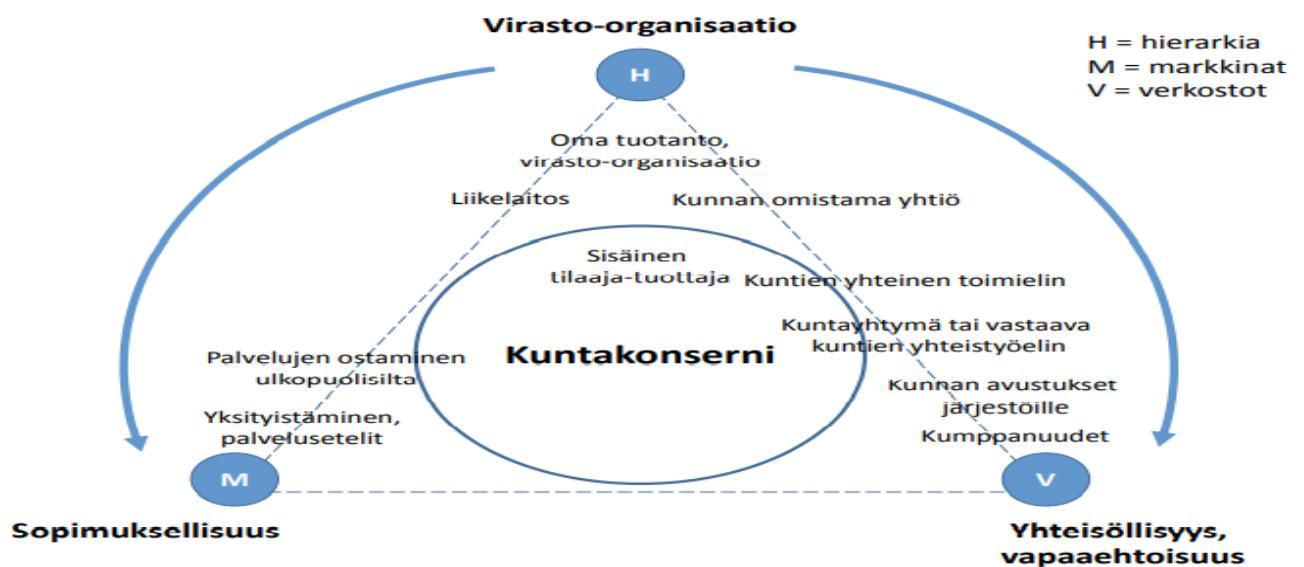 Virasto-organisaatio
H = hierarkia
M = markkinat
V = verkostot
H
Oma tuotanto,
virasto-organisaatio
Liikelaitos
Kunnan omistama yhtiö
Sisäinen
tilaaja-tuottaja
Kuntien yhteinen toimielin
Kuntayhtymä tai vastaava
kuntien yhteistyöelin
Kuntakonserni
Palvelujen ostaminen
ulkopuolisilta
Kunnan avustukset
järjestöille
Yksityistäminen,
palvelusetelit
Kumppanuudet
M
V
Sopimuksellisuus
Yhteisöllisyys,
vapaaehtoisuus